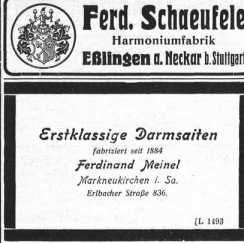 Ferd. Schaeufele
Harmoniumfabrik
Eßlingen a. Neckar b. Stuttgart
Erstklassige Darmsaiten
fabriziert seit 1884
Ferdinand Meinel
Markneukirchen i. Sa.
Erlbacher Straße 836.
[L 1493